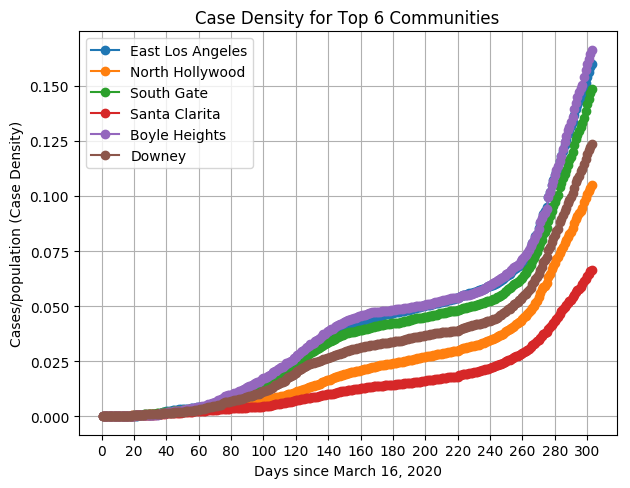 Case Density for Top 6 Communities
East Los Angeles
North Hollywood
South Gate
Santa Clarita
Boyle Heights
Downey
Cases/population (Case Density)
0.150
0.125
0.100
0.075
0.050
0.025
0.000
0 20 40 60 80 100 120 140 160 180 200 220 240 260 280 300
Days since March 16, 2020